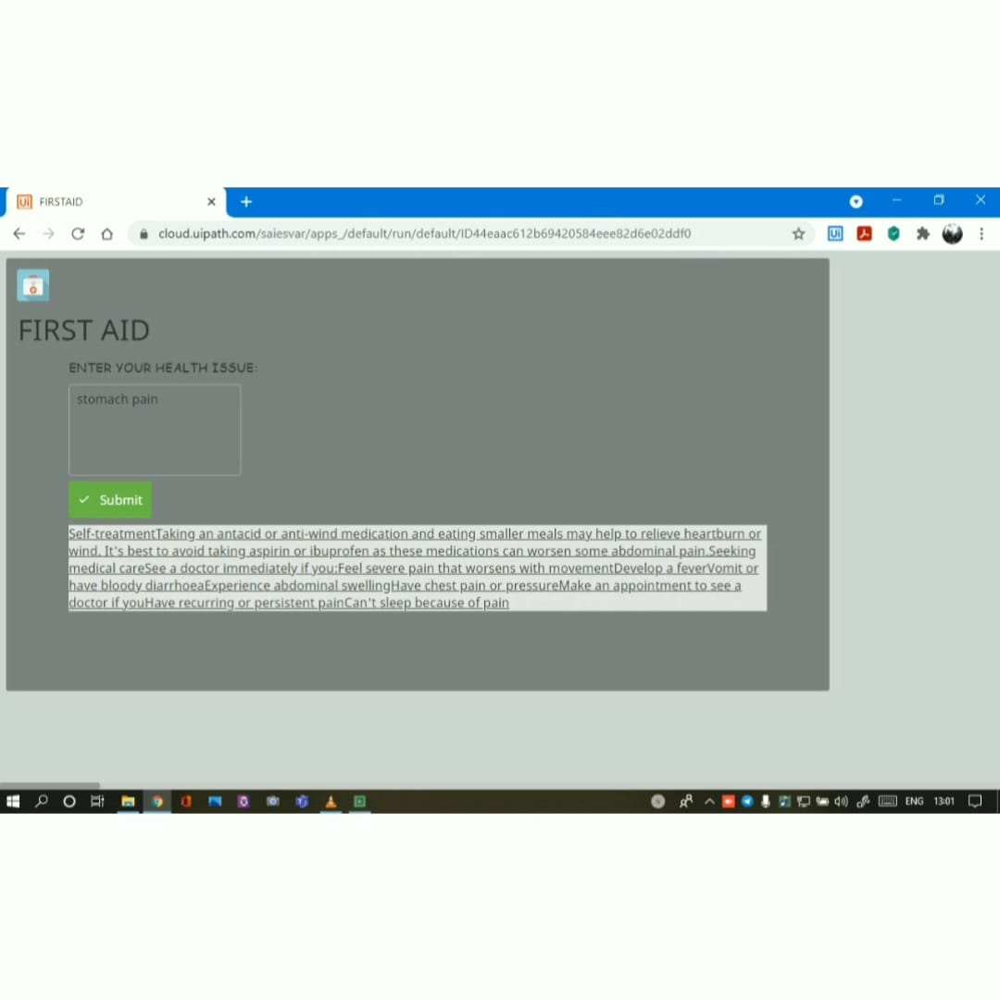 Ui FIRSTAID
cloud.uipath.com/saiesvar/apps_/default/run/default/ID44eaac612b69420584eee82d6e02ddf0
Ui
FIRST AID
ENTER YOUR HEALTH ISSUE:
stomach pain
Submit
Self-treatmentTaking an antacid or anti-wind medication and eating smaller meals may help to relieve heartburn or
wind. It's best to avoid taking aspirin or ibuprofen as these medications can worsen some abdominal pain.Seeking
medical careSee a doctor immediately if you:Feel severe pain that worsens with movementDevelop a feverVomit or
have bloody diarrhoeaExperience abdominal swellingHave chest pain or pressureMake an appointment to see a
doctor if youHave recurring or persistent painCan't sleep because of pain
ENG 13:01